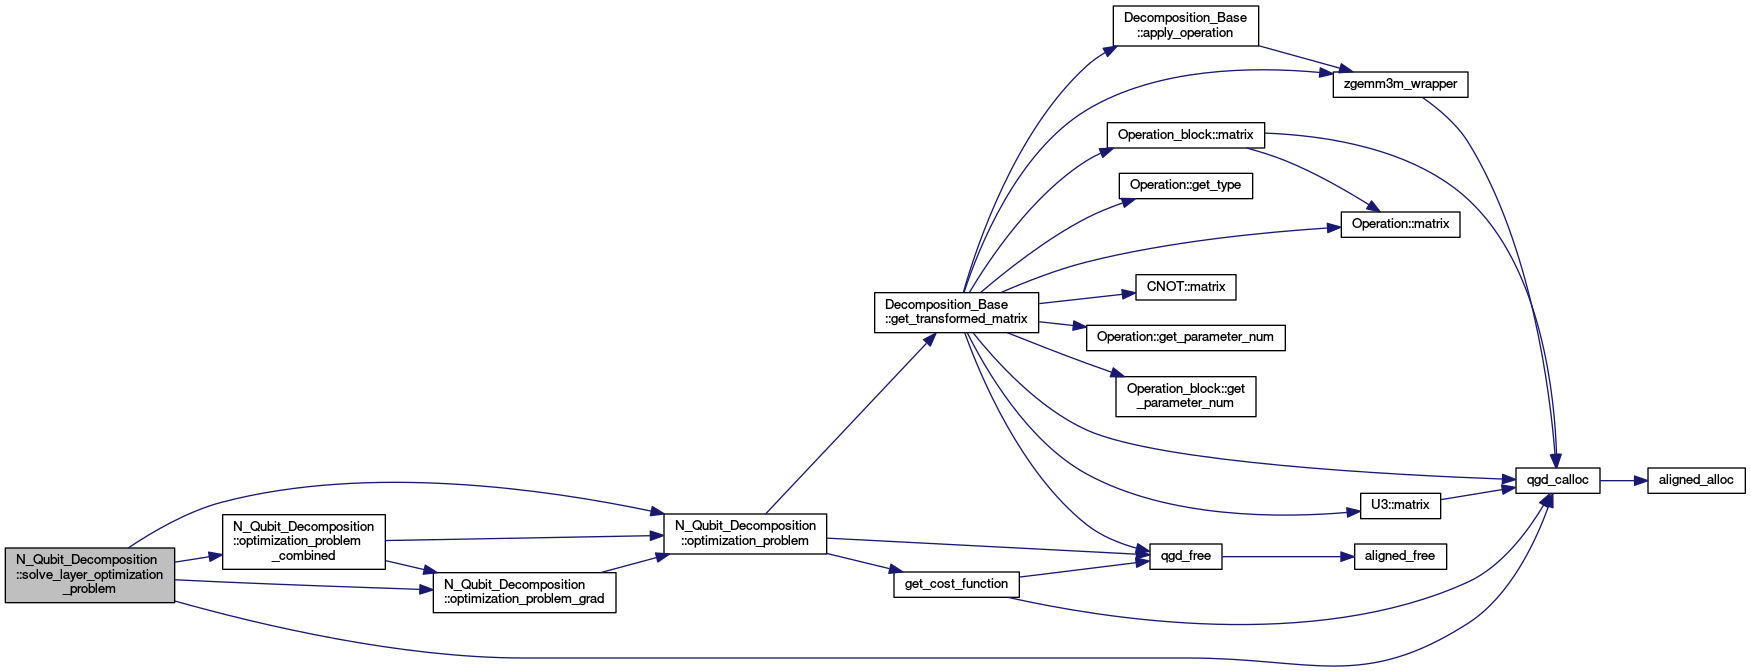 N_Qubit_Decomposition
::solve_layer_optimization
_problem
N_Qubit_Decomposition
::optimization_problem
_combined
N_Qubit_Decomposition
::optimization_problem_grad
N_Qubit_Decomposition
::optimization_problem
Decomposition_Base
::get_transformed_matrix
get_cost_function
Decomposition_Base
::apply_operation
zgemm3m_wrapper
Operation_block::matrix
Operation::get_type
Operation::matrix
CNOT::matrix
Operation::get_parameter_num
Operation_block::get
_parameter_num
qgd_calloc
aligned_alloc
U3::matrix
qgd_free
aligned_free